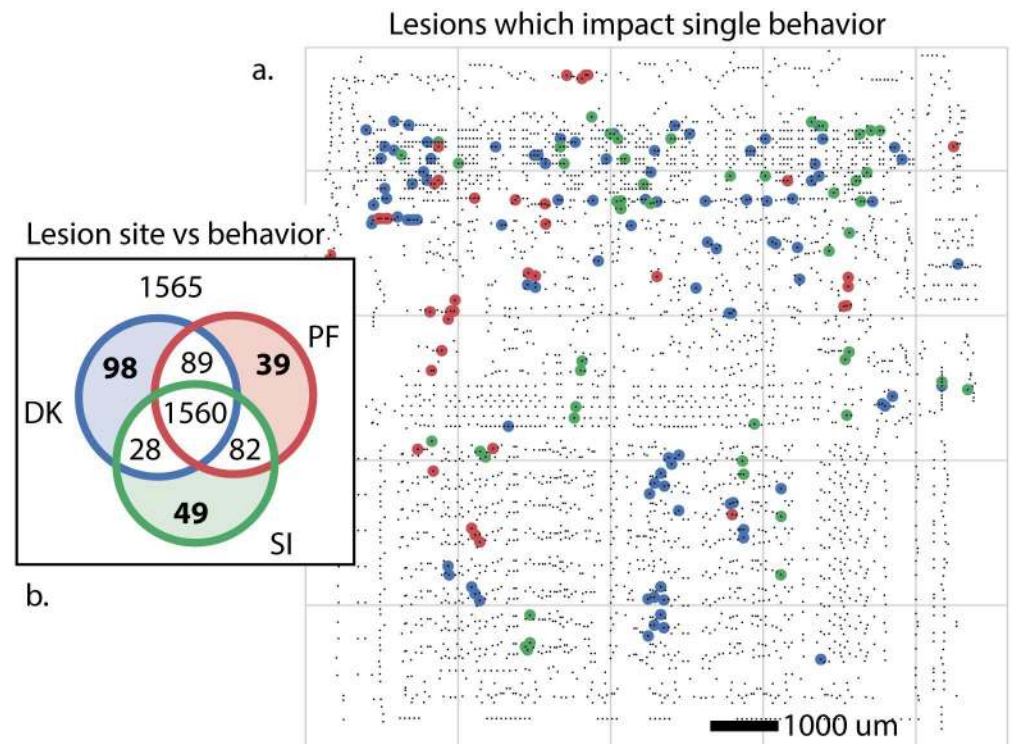 Lesions which impact single behavior
a.
Lesion site vs behavior
1565
PF
98
89
39
DK
1560
28
82
49
SI
b.
1000 um